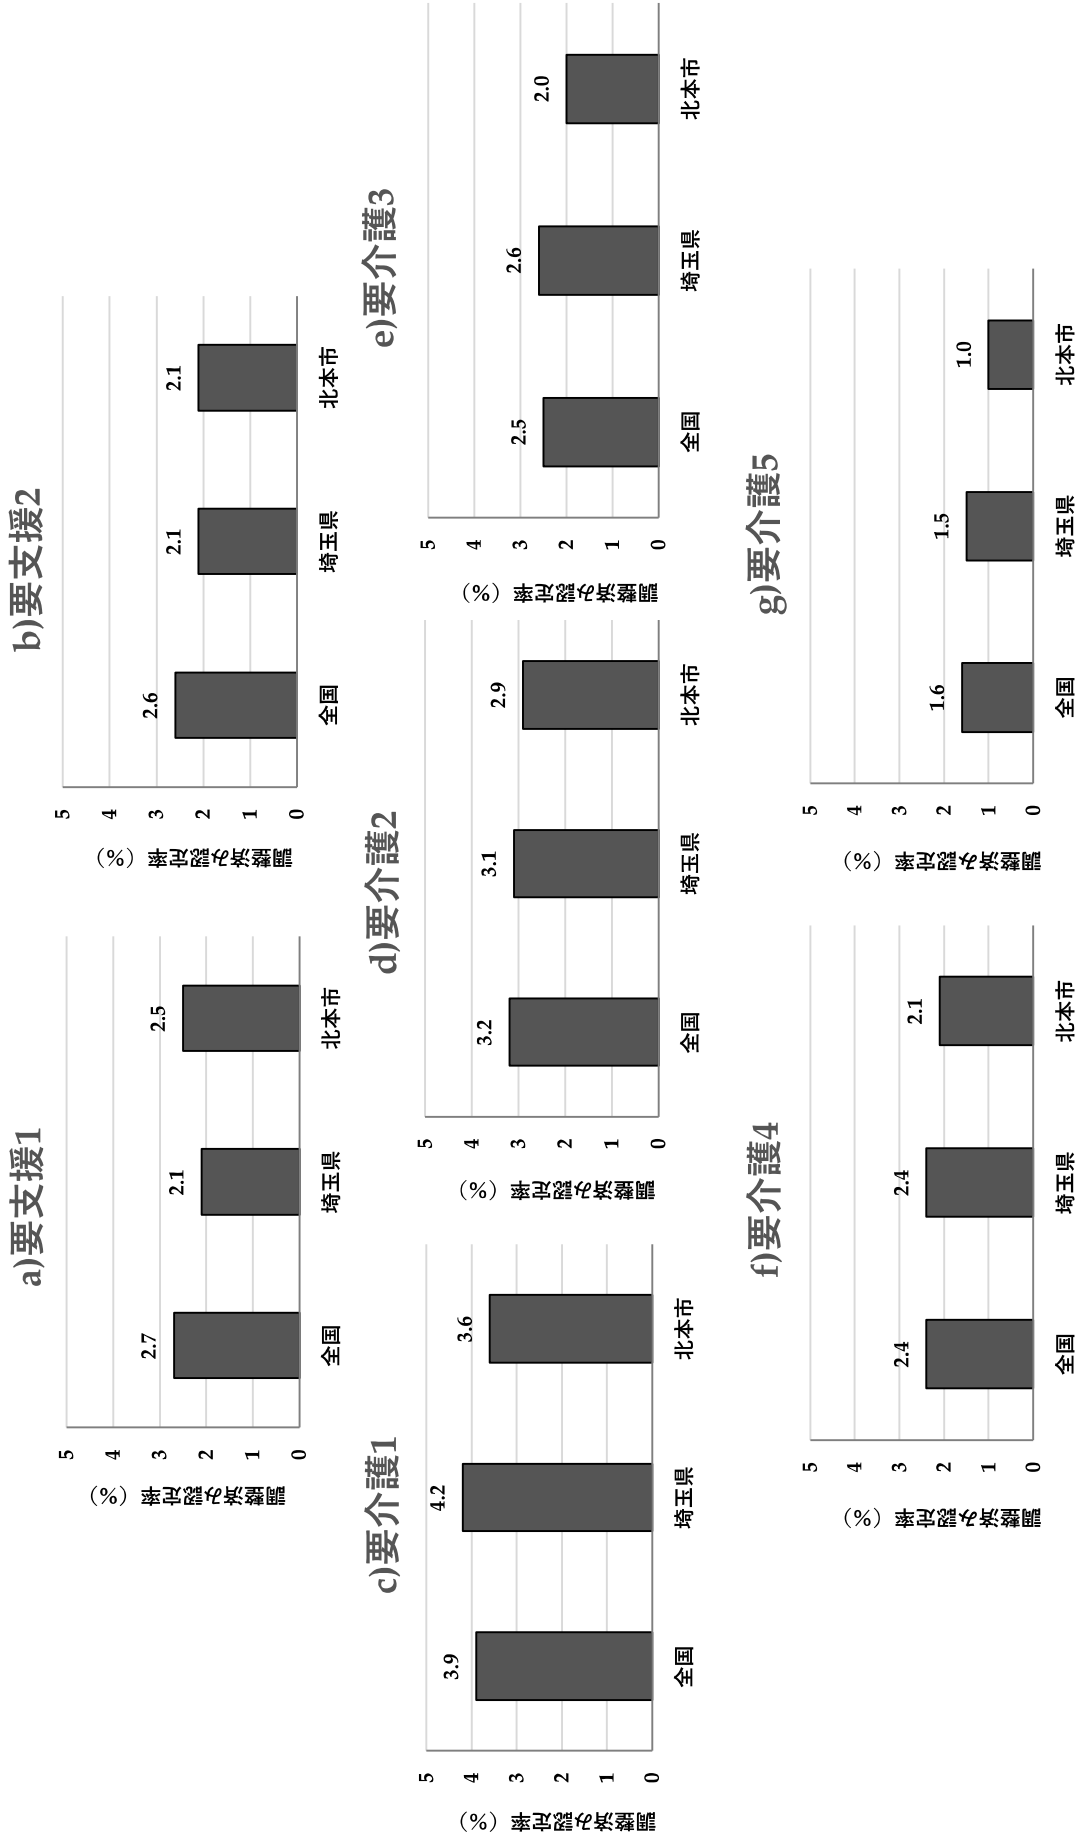 a)要支援1
調整済み認定率（%）
5
4
3
2
1
0
2.7
2.1
2.5
全国
埼玉県
北本市
b)要支援2
調整済み認定率（%）
5
4
3
2
1
0
2.6
2.1
2.1
全国
埼玉県
北本市
c)要介護1
調整済み認定率（%）
5
4
3
2
1
0
3.9
4.2
3.6
全国
埼玉県
北本市
d)要介護2
調整済み認定率（%）
5
4
3
2
1
0
3.2
3.1
2.9
全国
埼玉県
北本市
e)要介護3
調整済み認定率（%）
5
4
3
2
1
0
2.5
2.6
2.0
全国
埼玉県
北本市
f)要介護4
調整済み認定率（%）
5
4
3
2
1
0
2.4
2.4
2.1
全国
埼玉県
北本市
g)要介護5
調整済み認定率（%）
5
4
3
2
1
0
1.6
1.5
1.0
全国
埼玉県
北本市